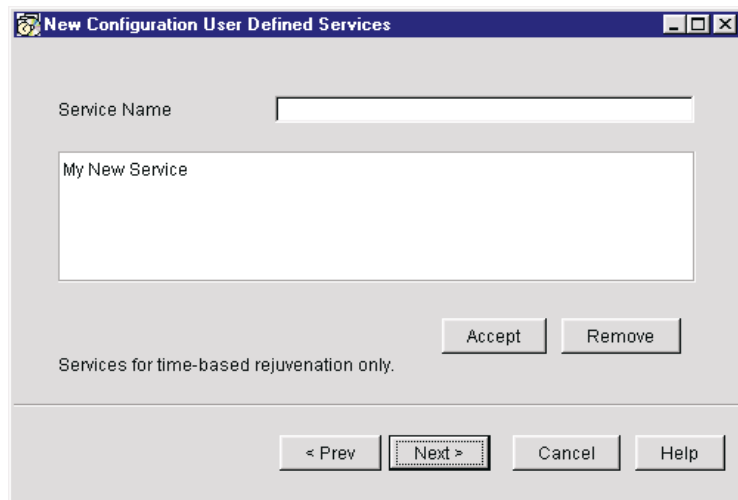 New Configuration User Defined Services
Service Name
My New Service
Accept Remove
Services for time-based rejuvenation only.
< Prev Next > Cancel Help